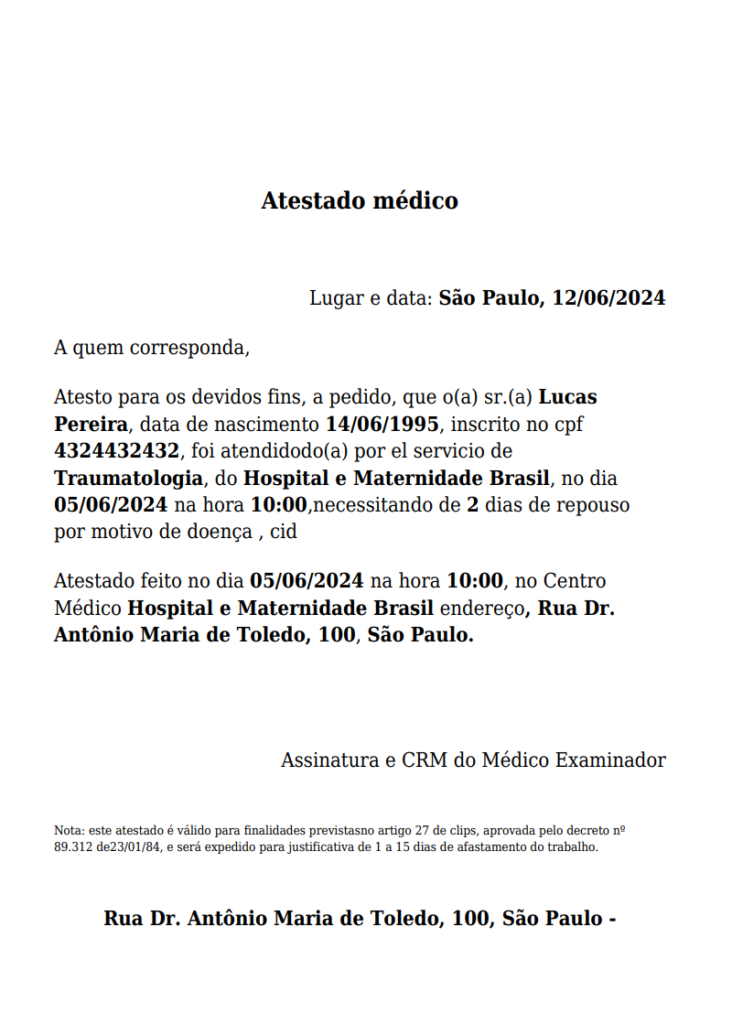 Atestado médico
Lugar e data: São Paulo, 12/06/2024
A quem corresponda,
Atesto para os devidos fins, a pedido, que o(a) sr.(a) Lucas
Pereira, data de nascimento 14/06/1995, inscrito no cpf
4324432432, foi atendidodo(a) por el servicio de
Traumatologia, do Hospital e Maternidade Brasil, no dia
05/06/2024 na hora 10:00,necessitando de 2 dias de repouso
por motivo de doença , cid
Atestado feito no dia 05/06/2024 na hora 10:00, no Centro
Médico Hospital e Maternidade Brasil endereço, Rua Dr.
Antônio Maria de Toledo, 100, São Paulo.
Assinatura e CRM do Médico Examinador
Nota: este atestado é válido para finalidades previstasno artigo 27 de clips, aprovada pelo decreto nº
89.312 de23/01/84, e será expedido para justificativa de 1 a 15 dias de afastamento do trabalho.
Rua Dr. Antônio Maria de Toledo, 100, São Paulo -